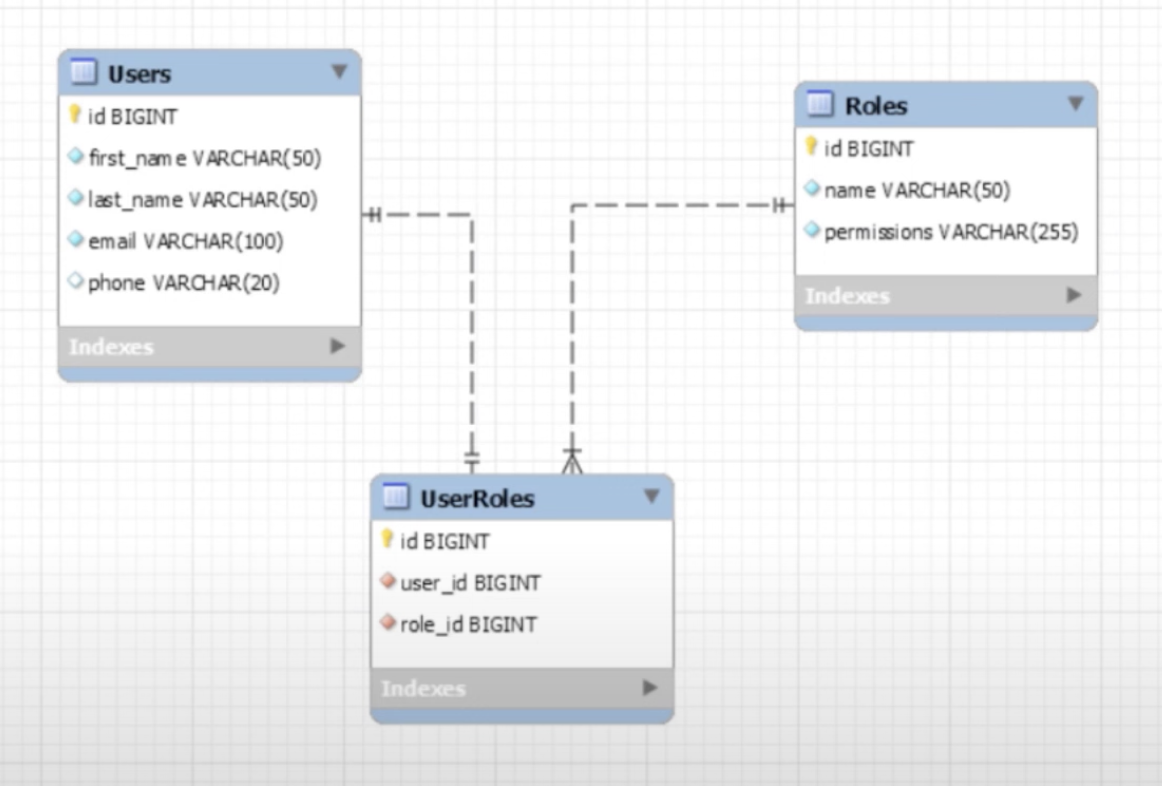 Users
id BIGINT
first_name VARCHAR(50)
last_name VARCHAR(50)
email VARCHAR(100)
phone VARCHAR(20)
Indexes
Roles
id BIGINT
name VARCHAR(50)
permissions VARCHAR(255)
Indexes
UserRoles
id BIGINT
user_id BIGINT
role_id BIGINT
Indexes